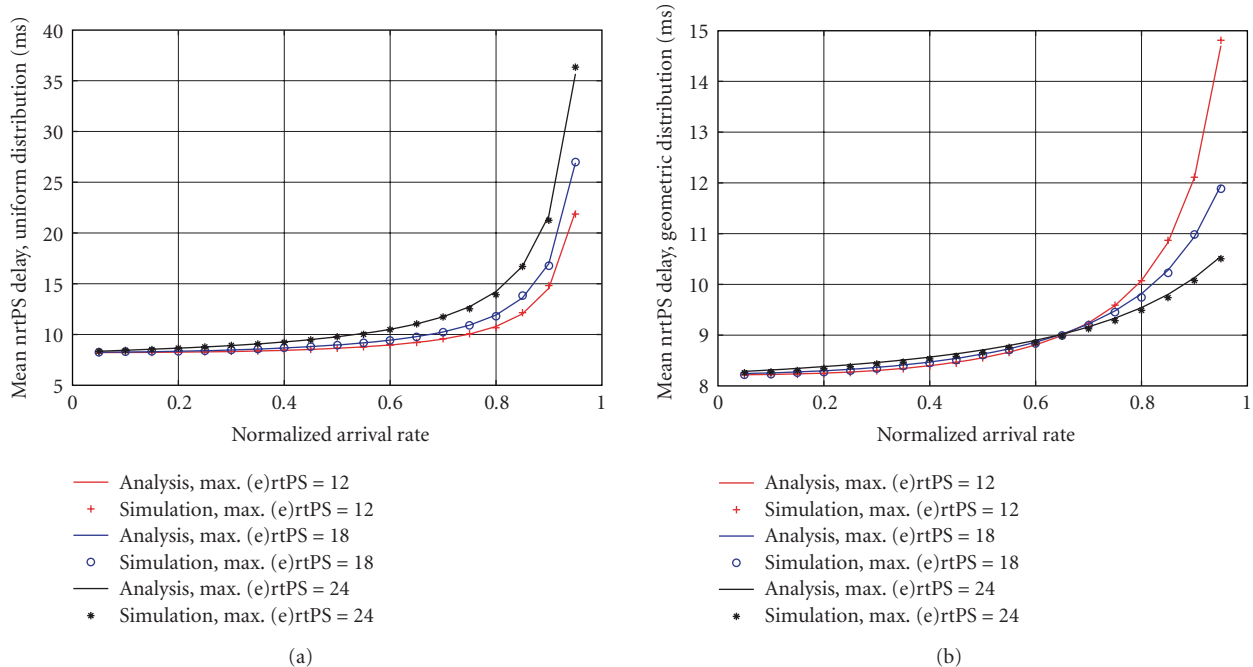 Mean nrtPS delay, uniform distribution (ms)
40
35
30
25
20
15
10
5
0
0.2
0.4
0.6
0.8
1
Normalized arrival rate
Analysis, max. (e)rtPS = 12
Simulation, max. (e)rtPS = 12
Analysis, max. (e)rtPS = 18
Simulation, max. (e)rtPS = 18
Analysis, max. (e)rtPS = 24
Simulation, max. (e)rtPS = 24
(a)
Mean nrtPS delay, geometric distribution (ms)
15
14
13
12
11
10
9
8
0
0.2
0.4
0.6
0.8
1
Normalized arrival rate
Analysis, max. (e)rtPS = 12
Simulation, max. (e)rtPS = 12
Analysis, max. (e)rtPS = 18
Simulation, max. (e)rtPS = 18
Analysis, max. (e)rtPS = 24
Simulation, max. (e)rtPS = 24
(b)